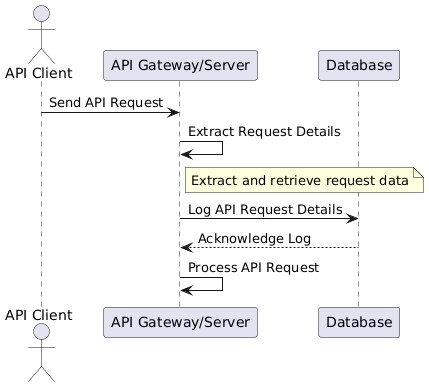 API Client
API Gateway/Server
Database
Send API Request
Extract Request Details
Extract and retrieve request data
Log API Request Details
Acknowledge Log
Process API Request
API Client
API Gateway/Server
Database